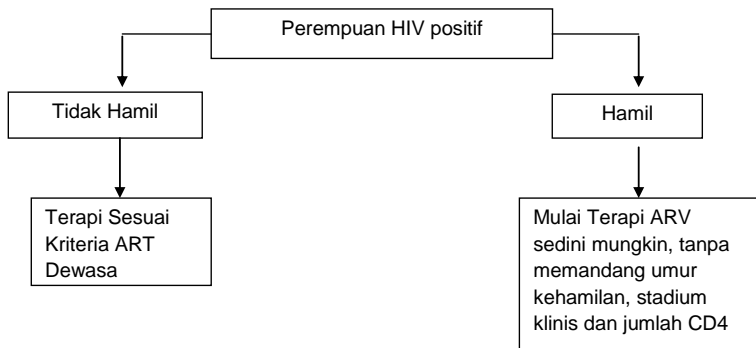 Perempuan HIV positif
Tidak Hamil
Hamil
Terapi Sesuai
Kriteria ART
Dewasa
Mulai Terapi ARV
sedini mungkin, tanpa
memandang umur
kehamilan, stadium
klinis dan jumlah CD4